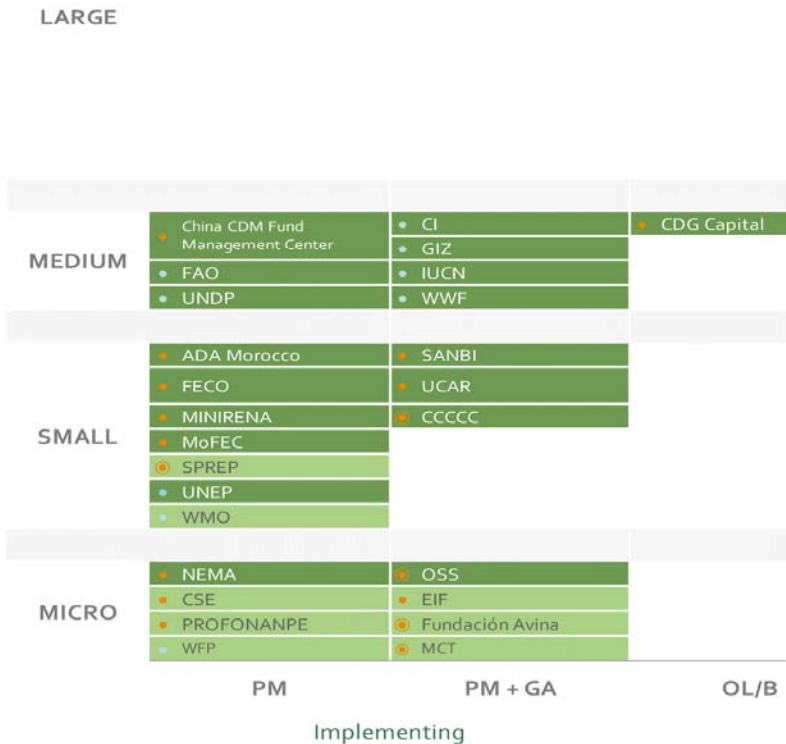 LARGE
MEDIUM
China CDM Fund
Management Center
FAO
UNDP
CI
GIZ
IUCN
WWF
CDG Capital
SMALL
ADA Morocco
FECO
MINIRENA
MoFEC
SPREP
UNEP
WMO
SANBI
UCAR
CCCCC
MICRO
NEMA
CSE
PROFONANPE
WFP
OSS
EIF
Fundación Avina
MCT
PM
PM + GA
OL/B
Implementing